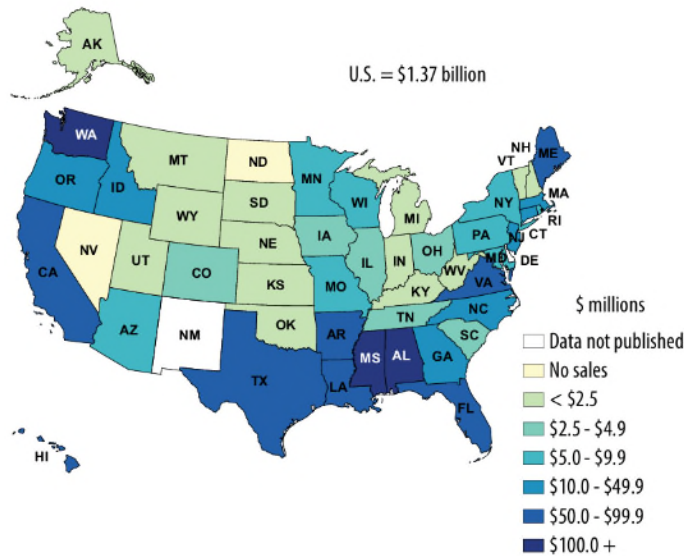 AK
U.S. = $1.37 billion
WA
MT
ND
MN
VT
NH
ME
OR
ID
SD
WI
NY
MA
WY
MI
RI
CT
NE
IA
PA
NJ
NV
UT
CO
IL
IN
OH
MD
DE
CA
KS
MO
KY
WV
VA
AZ
NM
OK
TN
NC
SC
AR
TX
LA
MS
AL
GA
FL
HI
$ millions
Data not published
No sales
< $2.5
$2.5 - $4.9
$5.0 - $9.9
$10.0 - $49.9
$50.0 - $99.9
$100.0 +